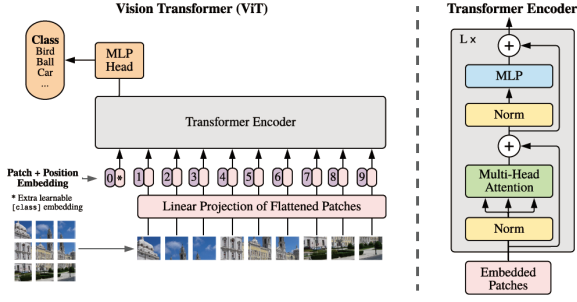 Vision Transformer (ViT)
Class
Bird
Ball
Car
...
MLP
Head
Transformer Encoder
Patch + Position
Embedding
* Extra learnable
[class] embedding
0 * 1 2 3 4 5 6 7 8 9
Linear Projection of Flattened Patches
Transformer Encoder
L x
+
MLP
Norm
+
Multi-Head
Attention
Norm
Embedded
Patches